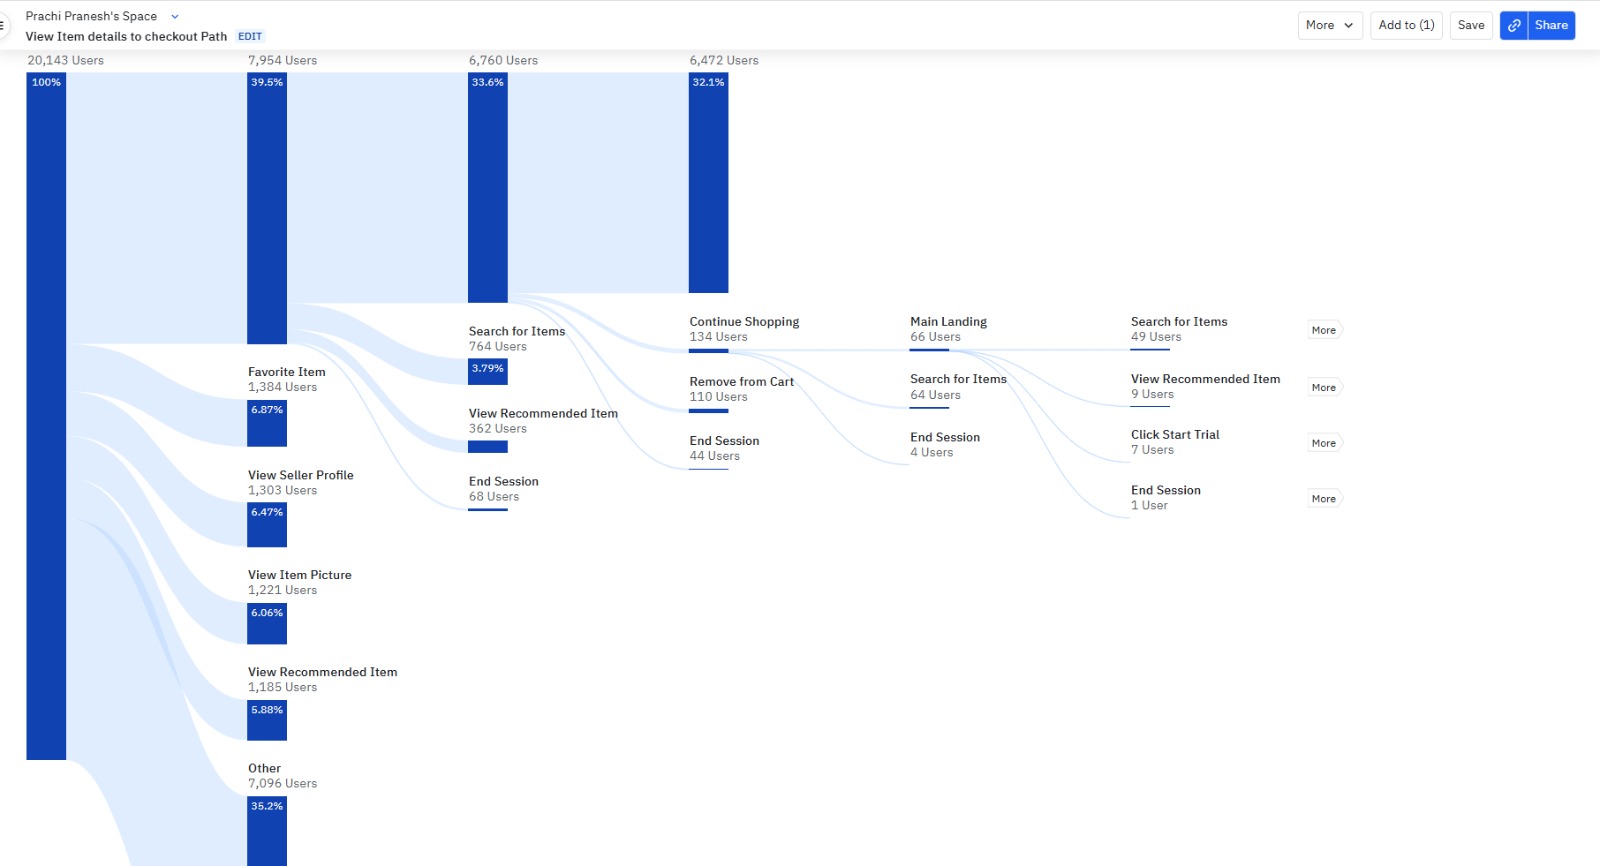 Prachi Pranesh's Space
View Item details to checkout Path EDIT
More
Add to (1)
Save
Share
20,143 Users
100%
7,954 Users
39.5%
Favorite Item
1,384 Users
6.87%
View Seller Profile
1,303 Users
6.47%
View Item Picture
1,221 Users
6.06%
View Recommended Item
1,185 Users
5.88%
Other
7,096 Users
35.2%
6,760 Users
33.6%
Search for Items
764 Users
3.79%
View Recommended Item
362 Users
End Session
68 Users
6,472 Users
32.1%
Continue Shopping
134 Users
Remove from Cart
110 Users
End Session
44 Users
Main Landing
66 Users
Search for Items
64 Users
End Session
4 Users
Search for Items
49 Users
More
View Recommended Item
9 Users
More
Click Start Trial
7 Users
More
End Session
1 User
More